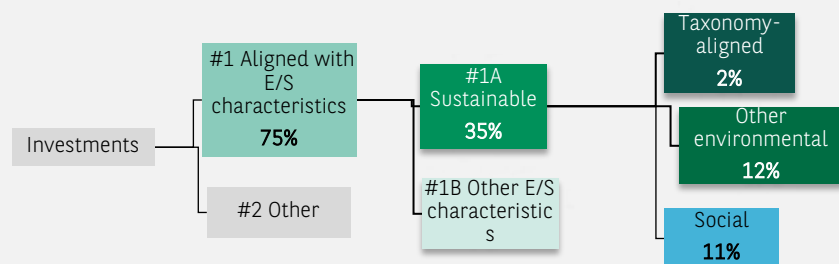 Investments
#1 Aligned with
E/S
characteristics
75%
#2 Other
#1A
Sustainable
35%
#1B Other E/S
characteristic
s
Taxonomy-
aligned
2%
Other
environmental
12%
Social
11%